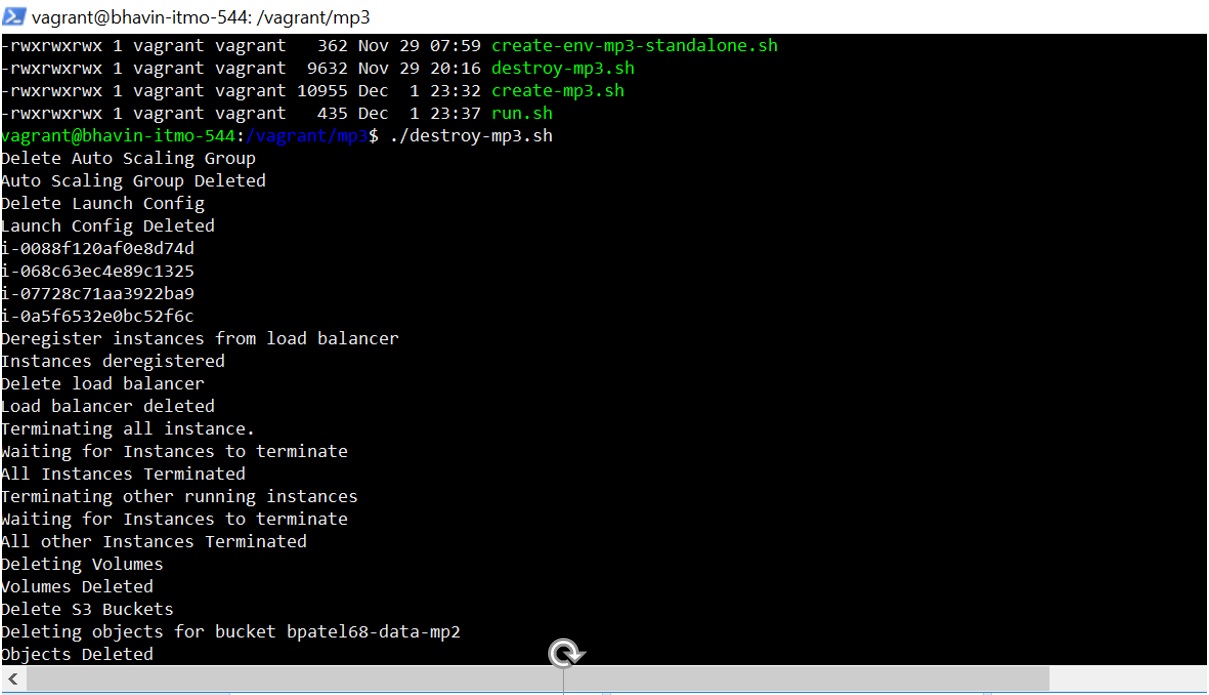 vagrant@bhavin-itmo-544: /vagrant/mp3
-rwxrwxrwx 1 vagrant vagrant   362 Nov 29 07:59 create-env-mp3-standalone.sh
-rwxrwxrwx 1 vagrant vagrant  9632 Nov 29 20:16 destroy-mp3.sh
-rwxrwxrwx 1 vagrant vagrant 10955 Dec  1 23:32 create-mp3.sh
-rwxrwxrwx 1 vagrant vagrant   435 Dec  1 23:37 run.sh
vagrant@bhavin-itmo-544:/vagrant/mp3$ ./destroy-mp3.sh
Delete Auto Scaling Group
Auto Scaling Group Deleted
Delete Launch Config
Launch Config Deleted
i-0088f120af0e8d74d
i-068c63ec4e89c1325
i-07728c71aa3922ba9
i-0a5f6532e0bc52f6c
Deregister instances from load balancer
Instances deregistered
Delete load balancer
Load balancer deleted
Terminating all instance.
Waiting for Instances to terminate
All Instances Terminated
Terminating other running instances
Waiting for Instances to terminate
All other Instances Terminated
Deleting Volumes
Volumes Deleted
Delete S3 Buckets
Deleting objects for bucket bpatel68-data-mp2
Objects Deleted